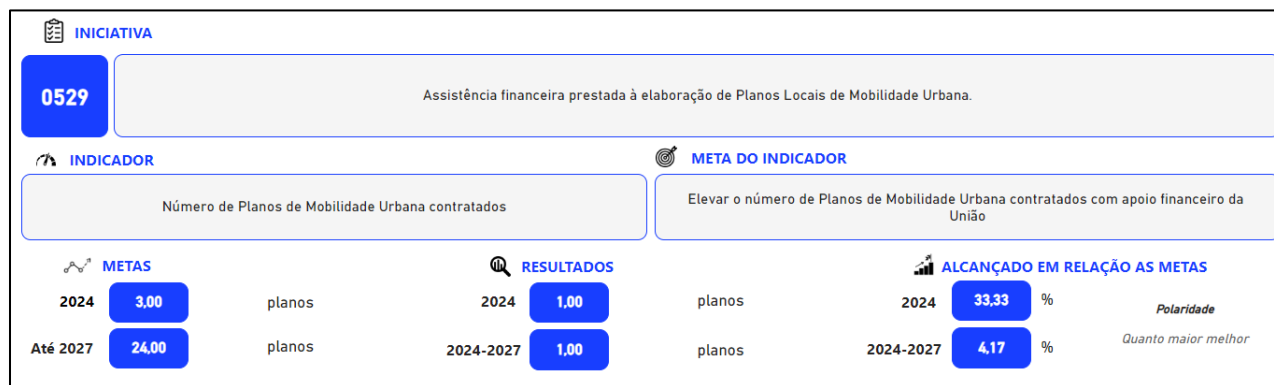 INICIATIVA
0529
Assistência financeira prestada à elaboração de Planos Locais de Mobilidade Urbana.
INDICADOR
META DO INDICADOR
Número de Planos de Mobilidade Urbana contratados
Elevar o número de Planos de Mobilidade Urbana contratados com apoio financeiro da
União
METAS
RESULTADOS
ALCANÇADO EM RELAÇÃO AS METAS
2024 3,00 planos 2024 1,00 planos 2024 33,33 %
Polaridade
Até 2027 24,00 planos 2024-2027 1,00 planos 2024-2027 4,17 %
Quanto maior melhor